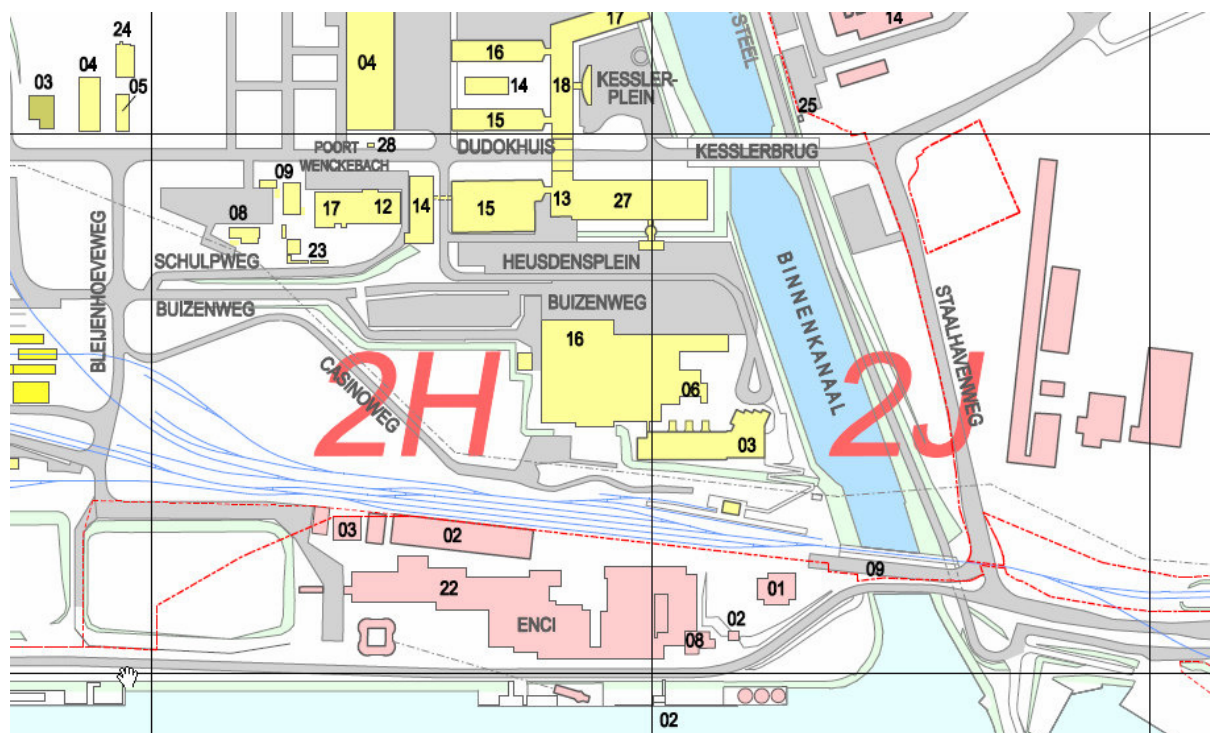 24
03
04
05
04
16
14
15
17
18
KESSLER-
PLEIN
STEEL
14
25
28
DUDOKHUIS
POORT
WENCKEBACH
KESSLERBRUG
09
08
17
12
14
15
13
27
23
SCHULPWEG
HEUSDENSPLEIN
BUIZENWEG
BUIZENWEG
BLEIJENHOEVEWEG
BINNENKANAAL
STAALHAVENWEG
16
CASINOWEG
2H
2J
06
03
03
02
09
22
01
ENCI
02
08
02